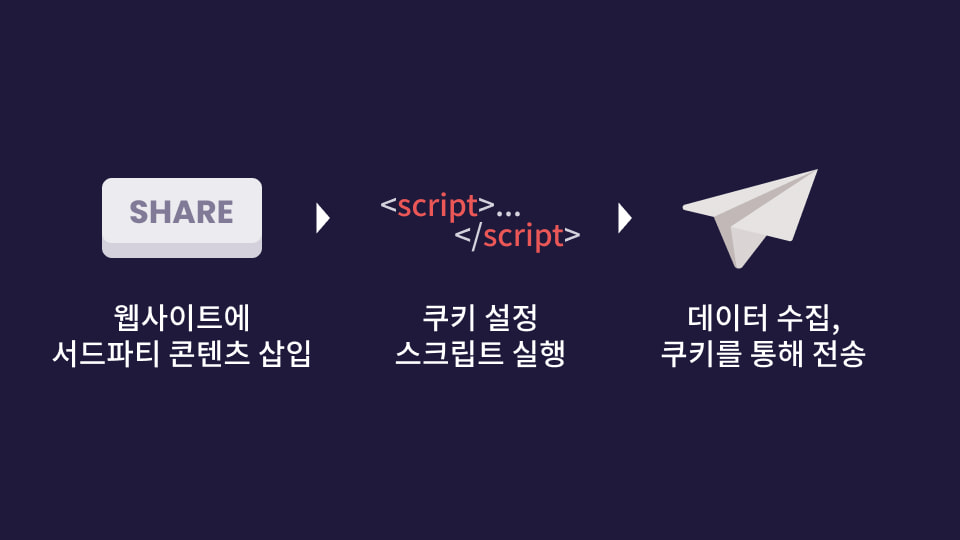 SHARE
<script>...
</script>
웹사이트에
서드파티 콘텐츠 삽입
쿠키 설정
스크립트 실행
데이터 수집,
쿠키를 통해 전송